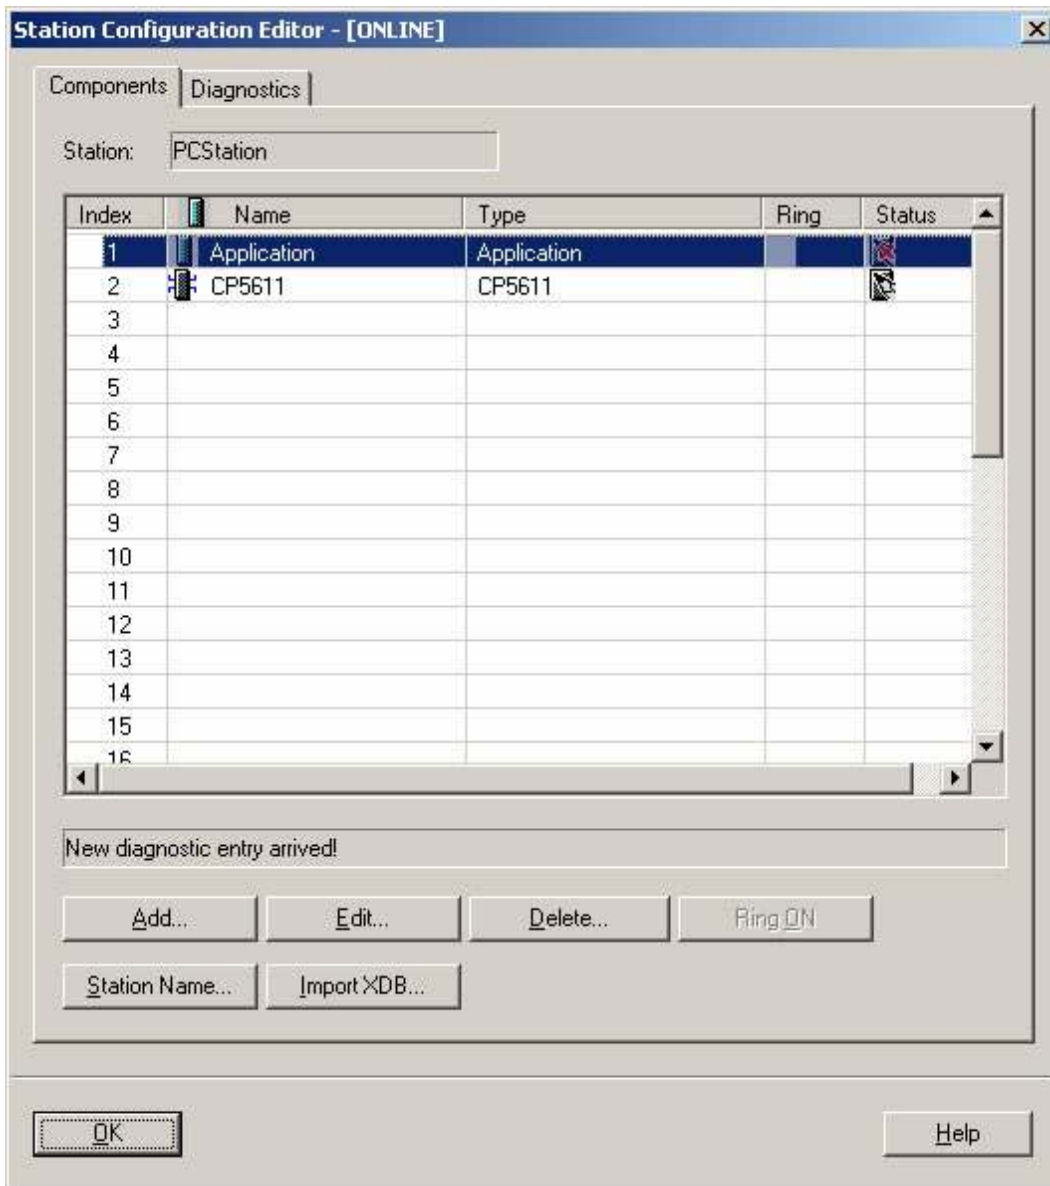 Station Configuration Editor - [ONLINE]
Components Diagnostics
Station: PCStation
Index Name Type Ring Status
1 Application Application
2 CP5611 CP5611
3
4
5
6
7
8
9
10
11
12
13
14
15
16
New diagnostic entry arrived!
Add... Edit... Delete... Ring ON
Station Name... Import XDB...
OK Help